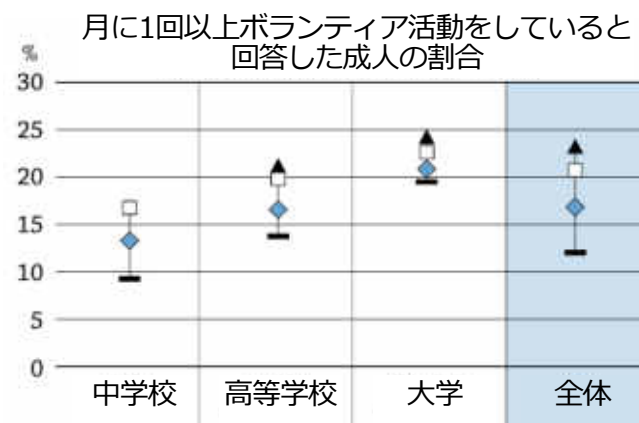 月に1回以上ボランティア活動をしていると
回答した成人の割合
%
30
25
20
15
10
5
0
中学校 高等学校 大学 全体